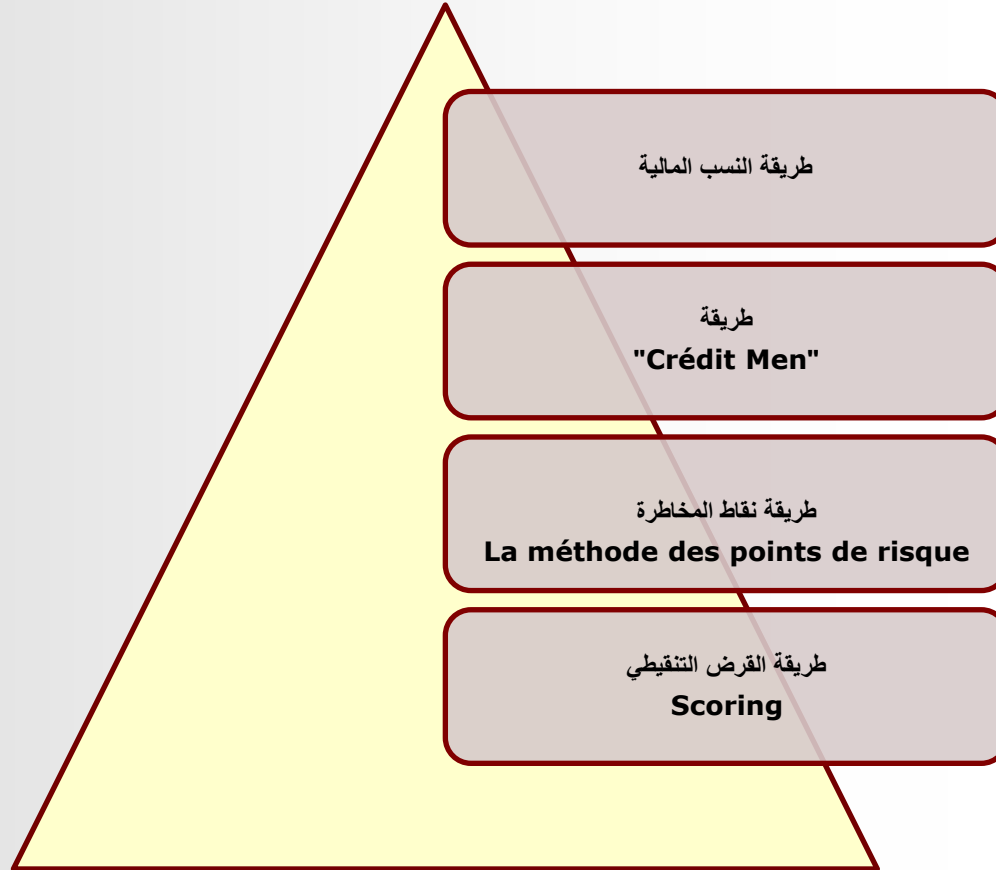 طريقة النسب المالية
طريقة
"Crédit Men"
طريقة نقاط المخاطرة
La méthode des points de risque
طريقة القرض التنقيطي
Scoring